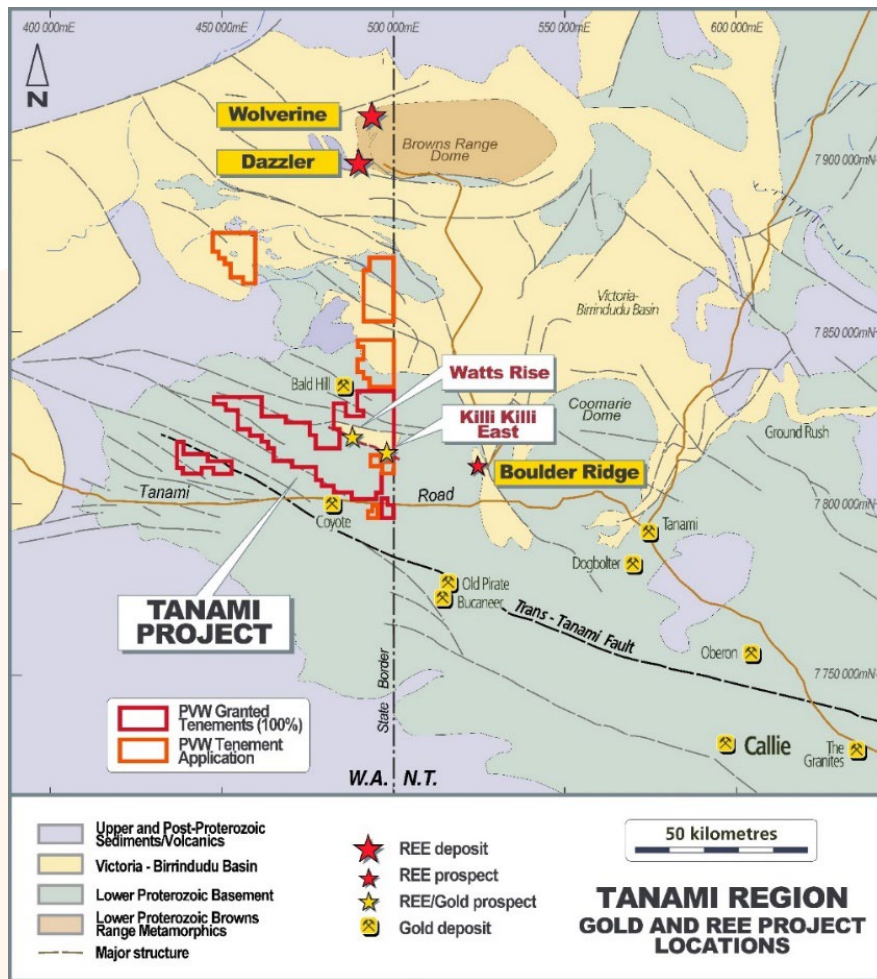 400 000mE
450 000mE
500 000mE
550 000mE
600 000mE
N
Wolverine
Dazzler
Browns Range
Dome
7 900 000mN
Victoria-
Birrindudu Basin
7 850 000mN
Bald Hill
Watts Rise
Killi Killi
East
Coomarie
Dome
Ground Rush
Boulder Ridge
Tanami
Road
7 800 000mN
Coyote
Tanami
Dogbolter
TANAMI
PROJECT
Old Pirate
Bucaneer
Trans - Tanami Fault
Oberon
7 750 000mN
State Border
PVW Granted
Tenements (100%)
PVW Tenement
Application
Callie
The
Granites
W.A.
N.T.
Upper and Post-Proterozoic
Sediments/Volcanics
Victoria - Birrindudu Basin
Lower Proterozoic Basement
Lower Proterozoic Browns
Range Metamorphics
Major structure
REE deposit
REE prospect
REE/Gold prospect
Gold deposit
50 kilometres
TANAMI REGION
GOLD AND REE PROJECT
LOCATIONS